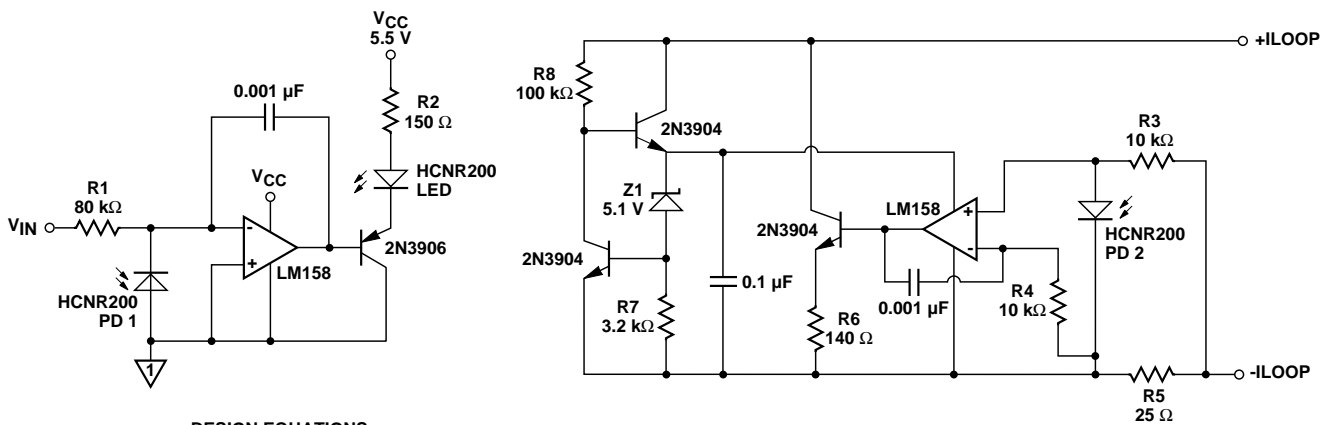 VCC
5.5 V
R2
150 Ω
0.001 µF
HCNR200
LED
R1
80 kΩ
VCC
VIN
-
+
LM158
2N3906
HCNR200
PD 1
1
+ILOOP
R8
100 kΩ
2N3904
R3
10 kΩ
Z1
5.1 V
LM158
+
-
2N3904
HCNR200
PD 2
2N3904
0.1 µF
0.001 µF
R4
10 kΩ
R7
3.2 kΩ
R6
140 Ω
-ILOOP
R5
25 Ω
DESIGN EQUATIONS